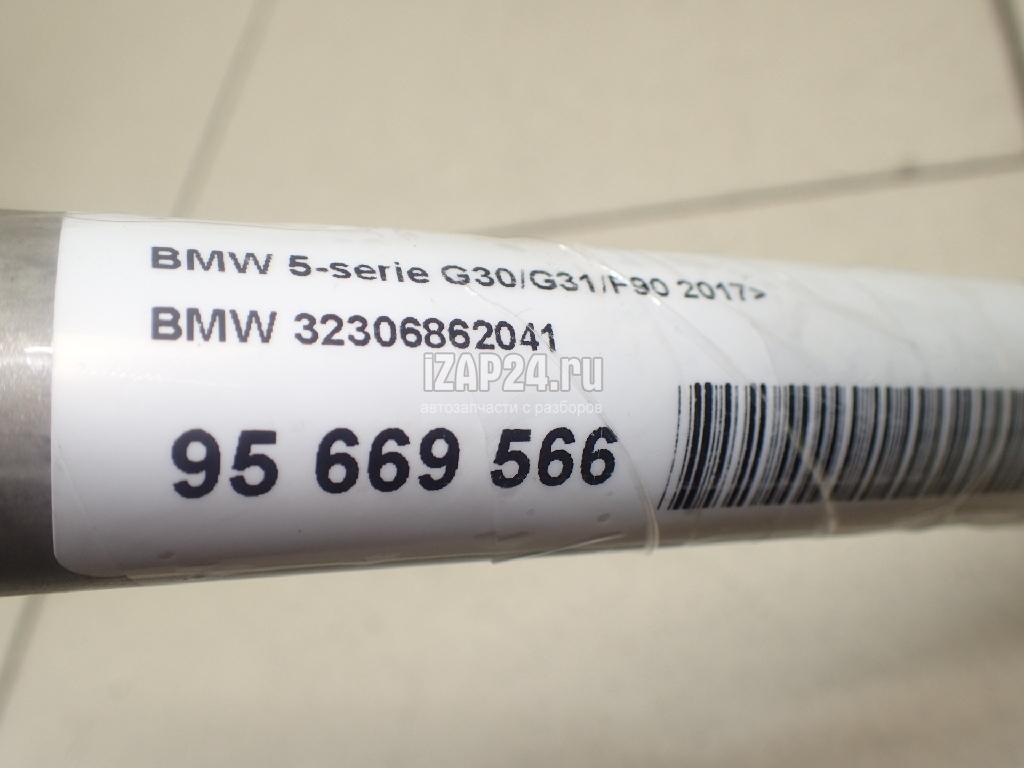 BMW 5-serie G30/G31/F90 2017>
BMW 32306862041
iZAP24.ru
автозапчасти с разборов
95 669 566